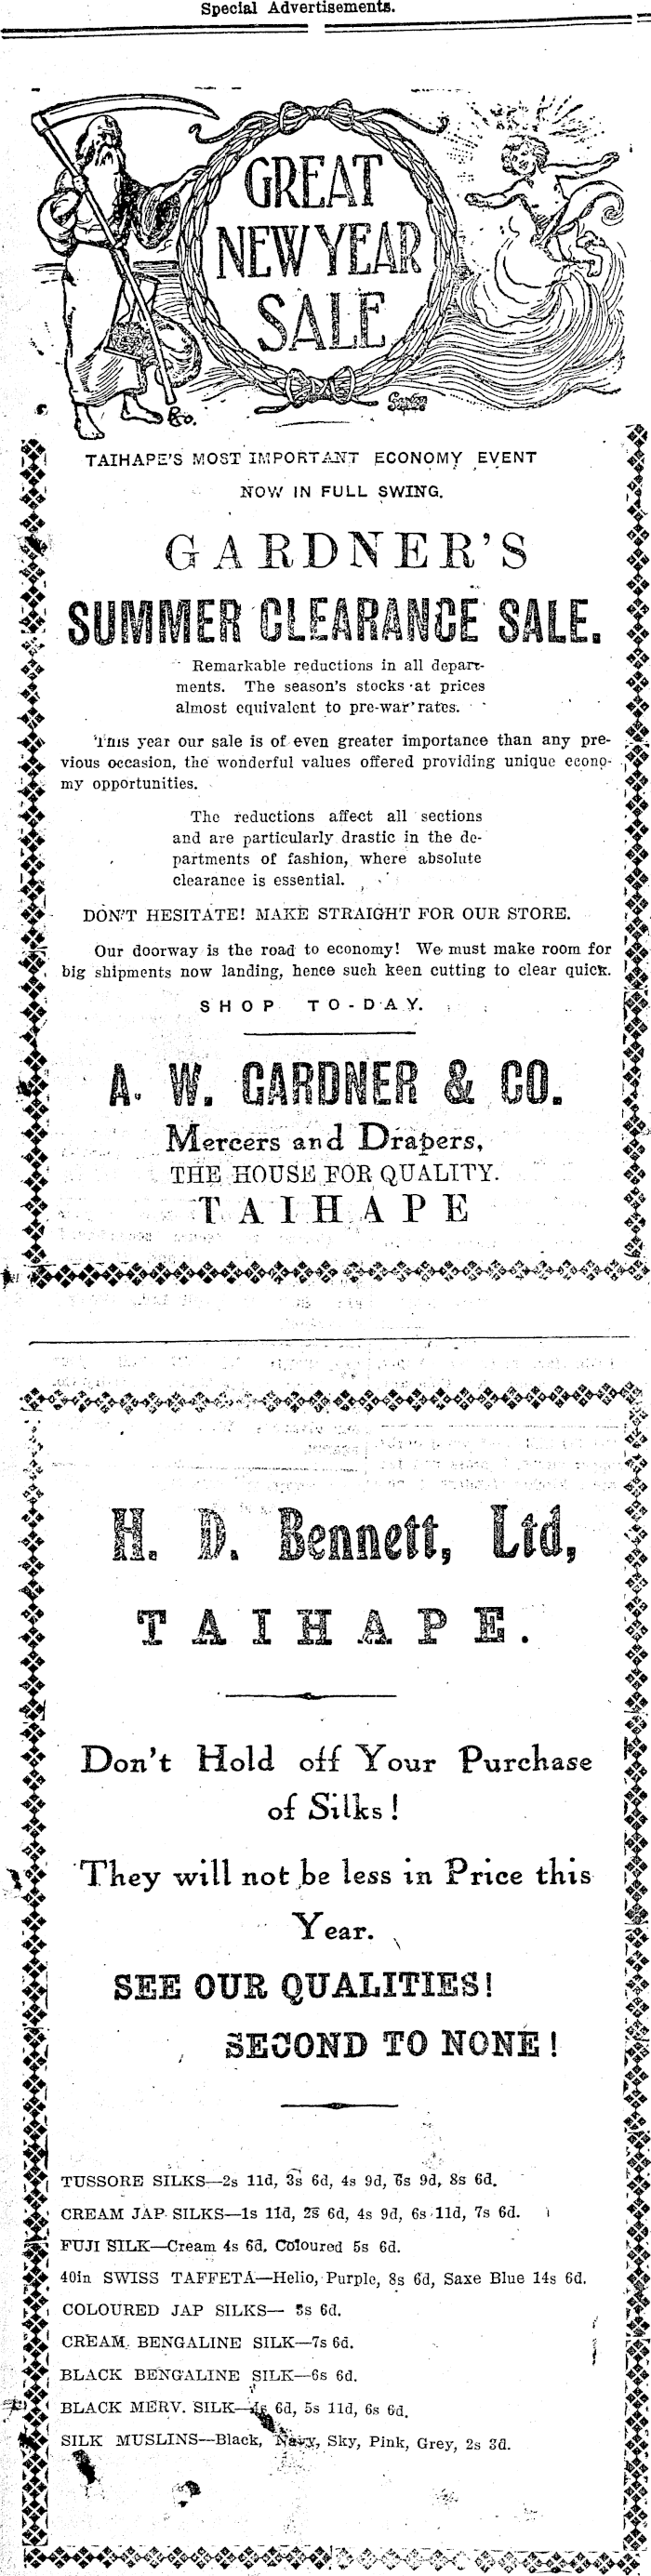 Special Advertisements.
GREAT
NEW YEAR
SALE
TAIHAPE'S MOST IMPORTANT ECONOMY EVENT
NOW IN FULL SWING.
GARDNER'S
SUMMER CLEARANCE SALE.
Remarkable reductions in all depart-
ments. The season's stocks at prices
almost equivalent to pre-war rates.
This year our sale is of even greater importance than any pre-
vious occasion, the wonderful values offered providing unique econo-
my opportunities.
The reductions affect all sections
and are particularly drastic in the de-
partments of fashion, where absolute
clearance is essential.
DON'T HESITATE! MAKE STRAIGHT FOR OUR STORE.
Our doorway is the road to economy! We must make room for
big shipments now landing, hence such keen cutting to clear quick.
SHOP TO-DAY.
A. W. GARDNER & CO.
Mercers and Drapers,
THE HOUSE FOR QUALITY.
TAIHAPE
H. D. Bennett, Ltd,
TAIHAPE.
Don't Hold off Your Purchase
of Silks!
They will not be less in Price this
Year.
SEE OUR QUALITIES!
SECOND TO NONE!
TUSSORE SILKS—2s 11d, 3s 6d, 4s 9d, 9d, 8s 6d.
CREAM JAP SILKS—1s 11d, 2s 6d, 4s 9d, 6s 11d, 7s 6d.
FUJI SILK—Cream 4s 6d. Coloured 5s 6d.
40in SWISS TAFFETA—Helio, Purple, 8s 6d, Saxe Blue 14s 6d.
COLOURED JAP SILKS— 6d.
CREAM BENGALINE SILK—7s 6d.
BLACK BENGALINE SILK—6s 6d.
BLACK MERV. SILK—4s 6d, 5s 11d, 6s 6d.
SILK MUSLINS—Black, Navy, Sky, Pink, Grey, 2s 3d.